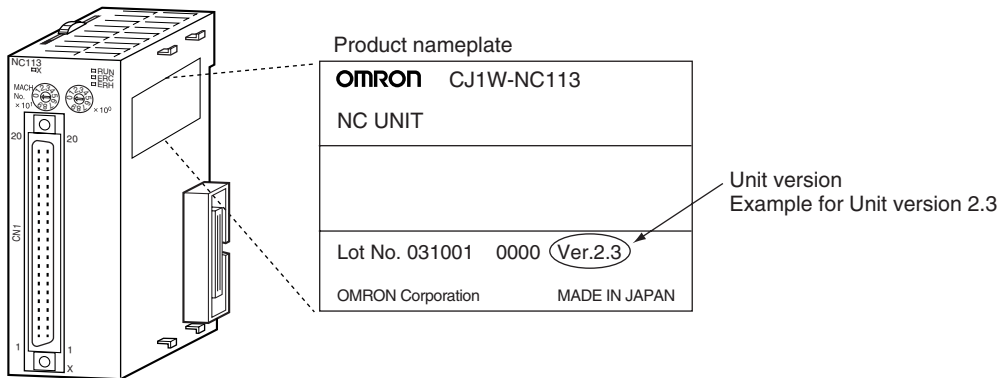 Product nameplate
OMRON CJ1W-NC113
NC UNIT
Unit version
Example for Unit version 2.3
Lot No. 031001 0000 Ver.2.3
OMRON Corporation MADE IN JAPAN
NC113
X
RUN
ERC
ERH
MACH
No.
×10¹
×10⁰
20 20
CN1
1 1
X